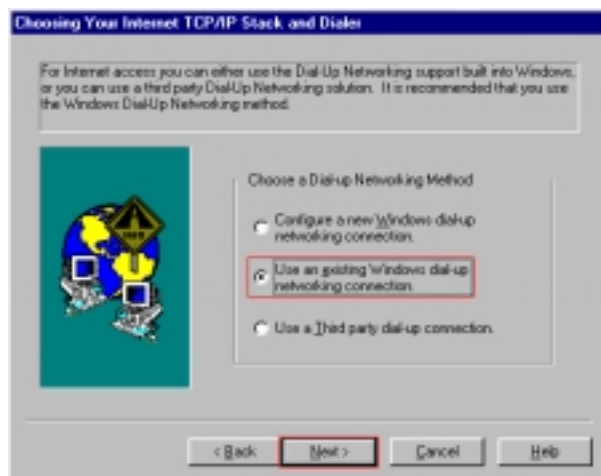 Choosing Your Internet TCP/IP Stack and Dialer
For Internet access you can either use the Dial-Up Networking support built into Windows,
or you can use a third party Dial-Up Networking solution. It is recommended that you use
the Windows Dial-Up Networking method.
Choose a Dial-up Networking Method
Configure a new Windows dial-up
networking connection.
Use an existing Windows dial-up
networking connection.
Use a Third party dial-up connection.
< Back
Next >
Cancel
Help